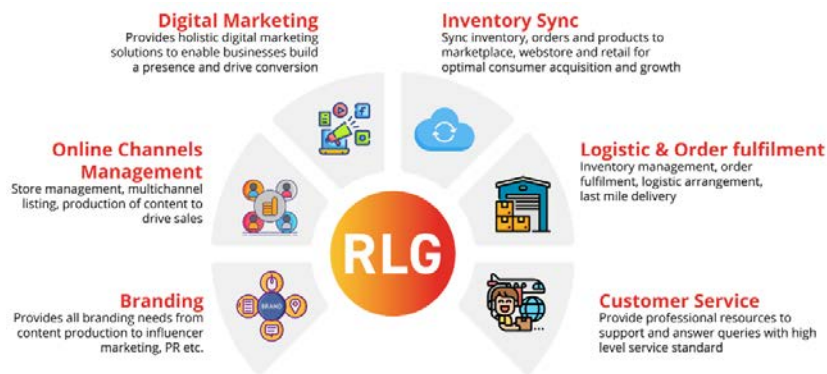 Digital Marketing
Provides holistic digital marketing
solutions to enable businesses build
a presence and drive conversion
Inventory Sync
Sync inventory, orders and products to
marketplace, webstore and retail for
optimal consumer acquisition and growth
Online Channels
Management
Store management, multichannel
listing, production of content to
drive sales
Logistic & Order fulfilment
Inventory management, order
fulfilment, logistic arrangement,
last mile delivery
RLG
Branding
Provides all branding needs from
content production to influencer
marketing, PR etc.
BRAND
Customer Service
Provide professional resources to
support and answer queries with high
level service standard